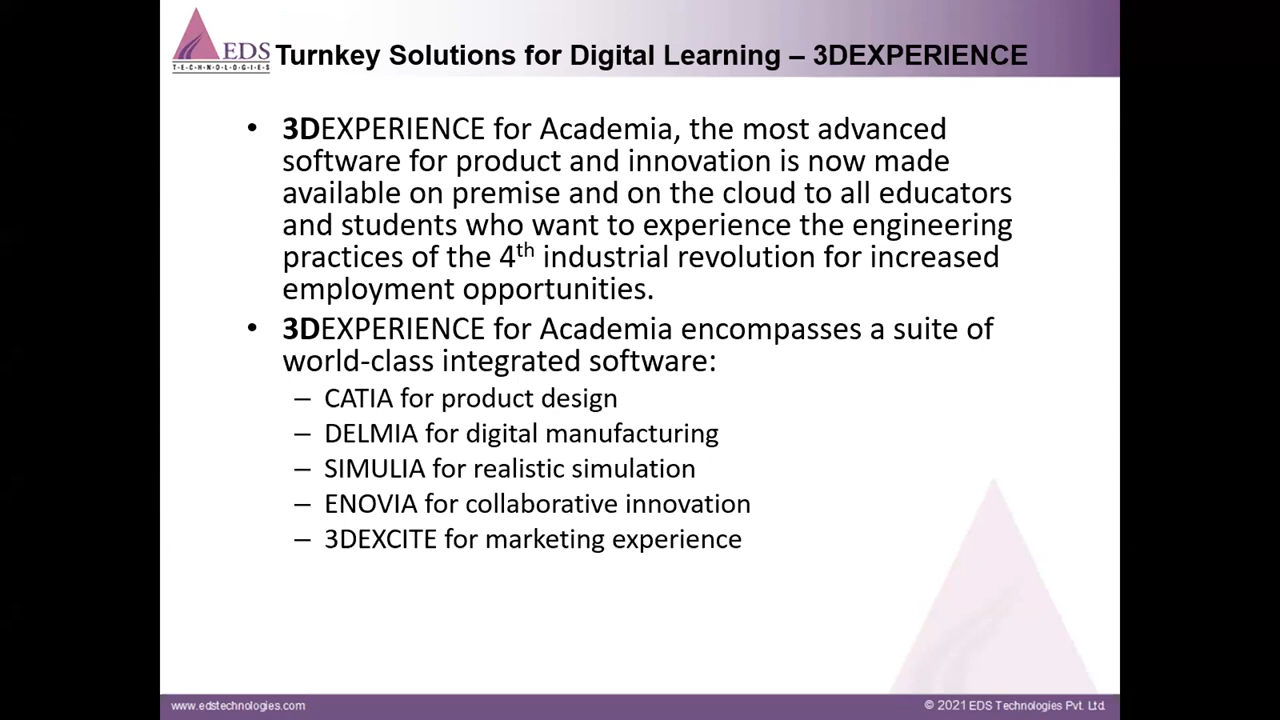 EDS
TECHNOLOGIES
Turnkey Solutions for Digital Learning – 3DEXPERIENCE
• 3DEXPERIENCE for Academia, the most advanced
software for product and innovation is now made
available on premise and on the cloud to all educators
and students who want to experience the engineering
practices of the 4th industrial revolution for increased
employment opportunities.
• 3DEXPERIENCE for Academia encompasses a suite of
world-class integrated software:
– CATIA for product design
– DELMIA for digital manufacturing
– SIMULIA for realistic simulation
– ENOVIA for collaborative innovation
– 3DEXCITE for marketing experience
www.edstechnologies.com
© 2021 EDS Technologies Pvt. Ltd.